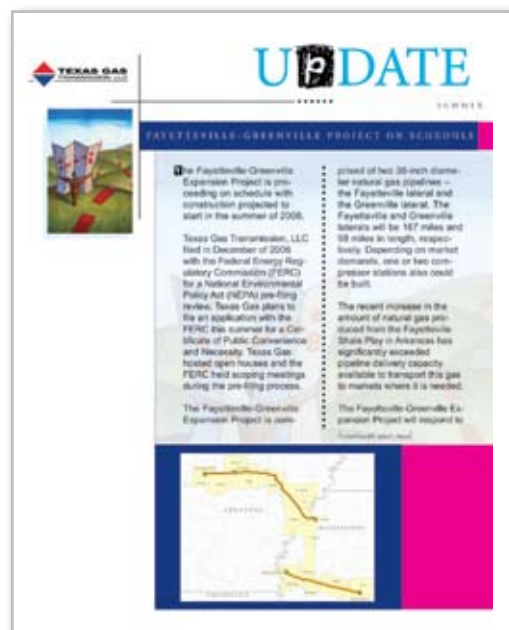 TEXAS GAS
TRANSMISSION, LLC
UPDATE
SUMMER
FAYETTEVILLE-GREENVILLE PROJECT ON SCHEDULE
The Fayetteville-Greenville
Expansion Project is pro-
ceeding on schedule with
construction projected to
start in the summer of 2008.
Texas Gas Transmission, LLC
filed in December of 2006
with the Federal Energy Reg-
ulatory Commission (FERC)
for a National Environmental
Policy Act (NEPA) pre-filing
review. Texas Gas plans to
file an application with the
FERC this summer for a Cer-
tificate of Public Convenience
and Necessity. Texas Gas
hosted open houses and the
FERC held scoping meetings
during the pre-filing process.
The Fayetteville-Greenville
Expansion Project is com-
prised of two 36-inch diame-
ter natural gas pipelines –
the Fayetteville lateral and
the Greenville lateral. The
Fayetteville and Greenville
laterals will be 167 miles and
miles in length, respec-
tively. Depending on market
demands, one or two com-
pressor stations also could
be built.
The recent increase in the
amount of natural gas pro-
duced from the Fayetteville
Shale Play in Arkansas has
significantly exceeded
pipeline delivery capacity
available to transport this gas
to markets where it is needed.
The Fayetteville-Greenville Ex-
pansion Project will respond to
ARKANSAS
MISSISSIPPI
LOUISIANA